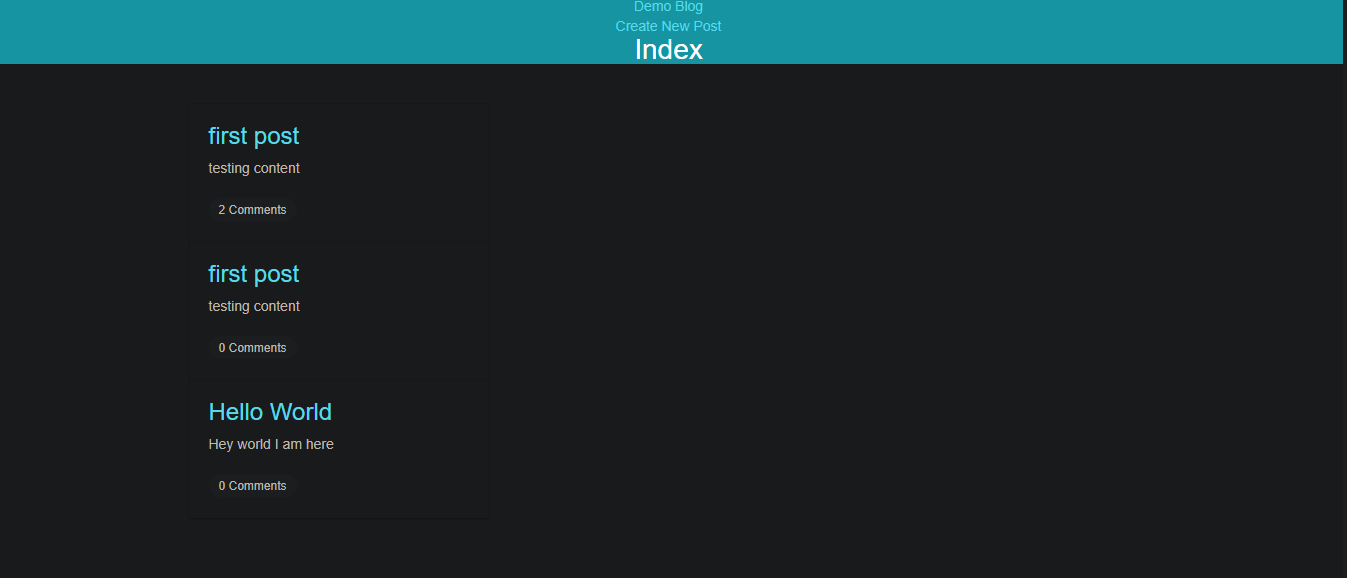 Demo Blog
Create New Post
Index
first post
testing content
2 Comments
first post
testing content
0 Comments
Hello World
Hey world I am here
0 Comments